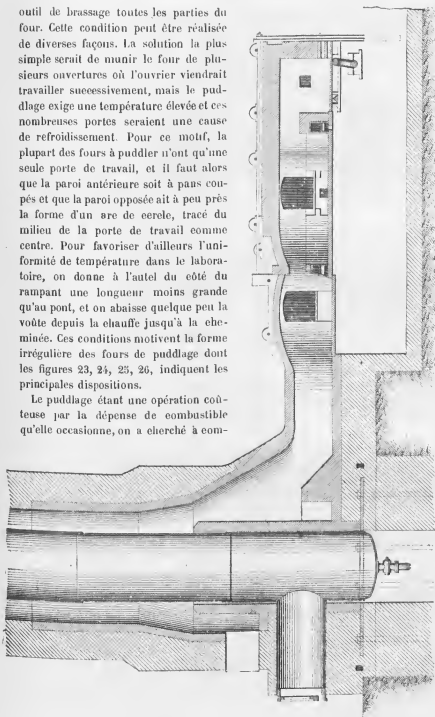 outil de brassage toutes les parties du
four. Cette condition peut être réalisée
de diverses façons. La solution la plus
simple serait de munir le four de plu-
sieurs ouvertures où l'ouvrier viendrait
travailler successivement, mais le pud-
dlage exige une température élevée et ces
nombreuses portes seraient une cause
de refroidissement. Pour ce motif, la
plupart des fours à puddler n'ont qu'une
seule porte de travail, et il faut alors
que la paroi antérieure soit à pans cou-
pés et que la paroi opposée ait à peu près
la forme d'un arc de cercle, tracé du
milieu de la porte de travail comme
centre. Pour favoriser d'ailleurs l'uni-
formité de température dans le labora-
toire, on donne à l'autel du côté du
rampant une longueur moins grande
qu'au pont, et on abaisse quelque peu la
voûte depuis la chauffe jusqu'à la che-
minée. Ces conditions motivent la forme
irrégulière des fours de puddlage dont
les figures 23, 24, 25, 26, indiquent les
principales dispositions.
Le puddlage étant une opération coû-
teuse par la dépense de combustible
qu'elle occasionne, on a cherché à com-